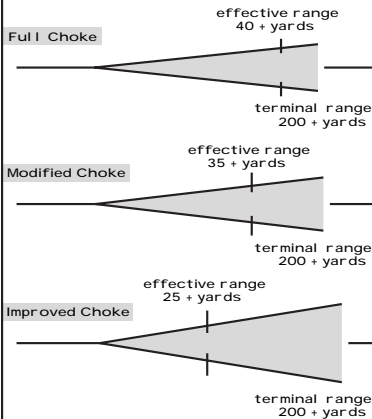 effective range
40 + yards
Full Choke
terminal range
200 + yards
effective range
35 + yards
Modified Choke
terminal range
200 + yards
effective range
25 + yards
Improved Choke
terminal range
200 + yards